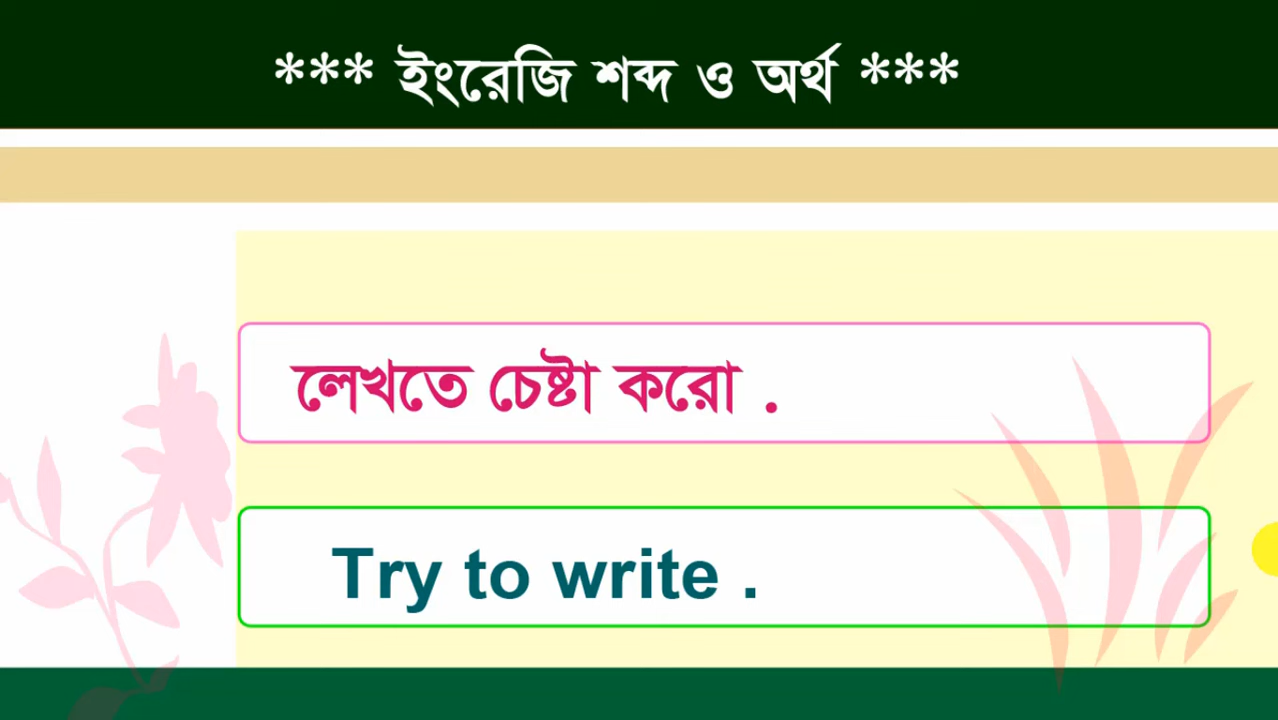 *** ইংরেজি শব্দ ও অর্থ ***
লেখতে চেষ্টা করো .
Try to write .